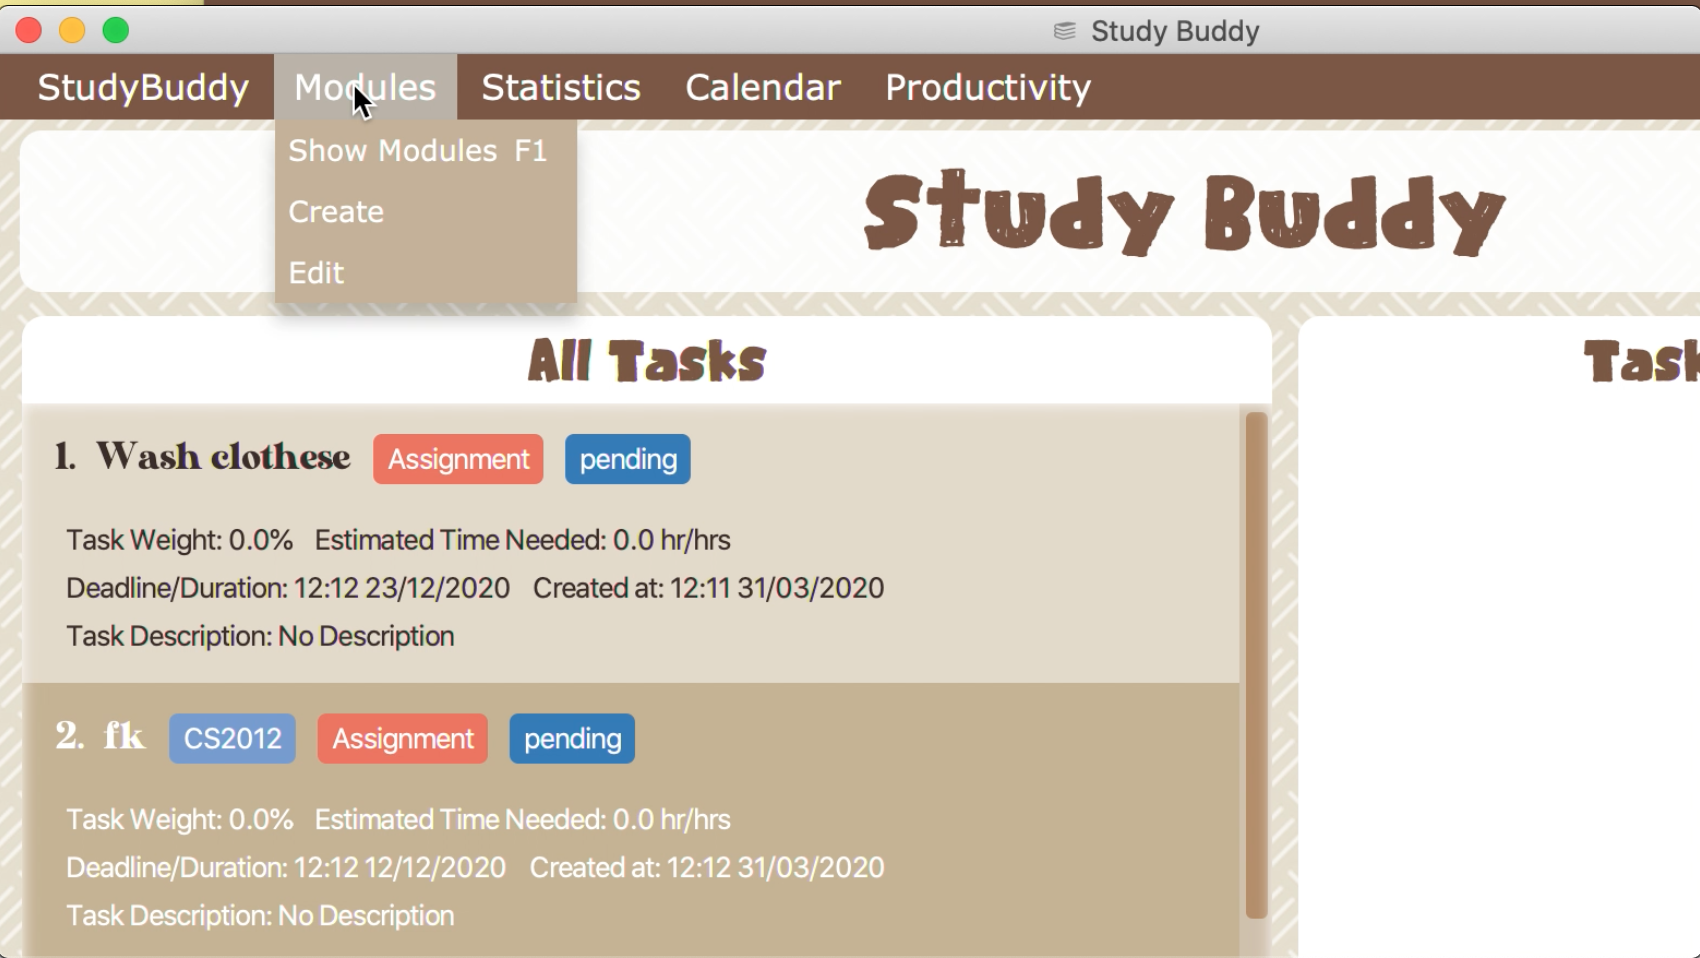 Study Buddy
StudyBuddy Modules Statistics Calendar Productivity
Show Modules F1
Create
Edit
Study Buddy
All Tasks
1. Wash clothese Assignment pending
Task Weight: 0.0% Estimated Time Needed: 0.0 hr/hrs
Deadline/Duration: 12:12 23/12/2020 Created at: 12:11 31/03/2020
Task Description: No Description
2. fk CS2012 Assignment pending
Task Weight: 0.0% Estimated Time Needed: 0.0 hr/hrs
Deadline/Duration: 12:12 12/12/2020 Created at: 12:12 31/03/2020
Task Description: No Description